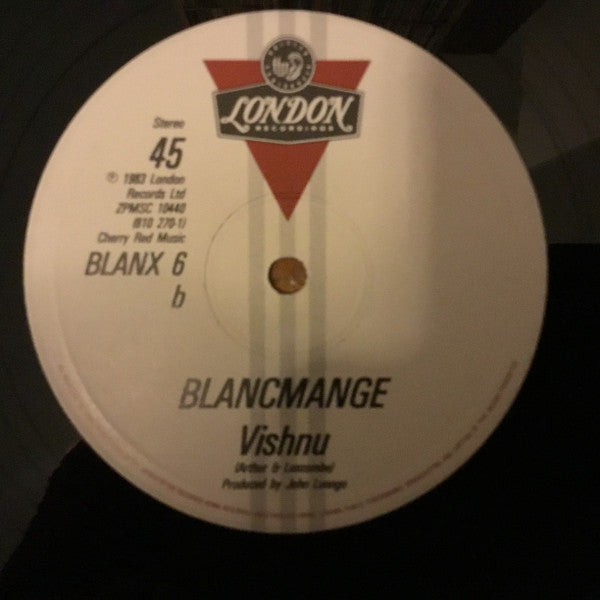 LONDON
RECORDINGS
Stereo
45
℗ 1983 London
Records Ltd
ZPMSC 10440
(810 270-1)
Cherry Red Music
BLANX 6
b
BLANCMANGE
Vishnu
(Arthur & Luscombe)
Produced by John Luongo